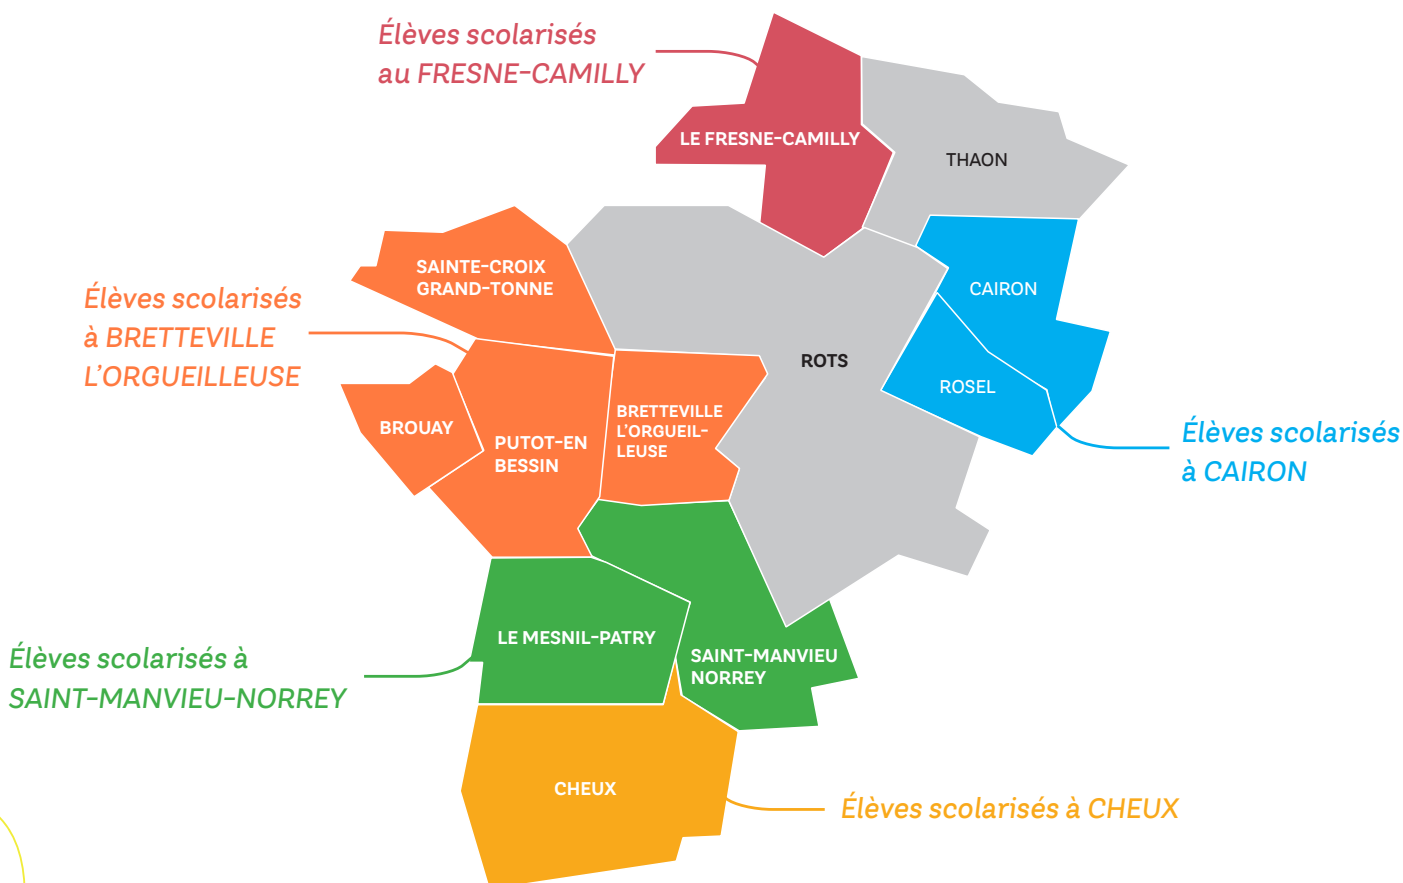 Élèves scolarisés
au FRESNE-CAMILLY
LE FRESNE-CAMILLY
THAON
SAINTE-CROIX
GRAND-TONNE
CAIRON
Élèves scolarisés
à BRETTEVILLE
L'ORGUEILLEUSE
ROTS
ROSEL
BRETTEVILLE
L'ORGUEIL-
LEUSE
BROUAY
PUTOT-EN
BESSIN
Élèves scolarisés
à CAIRON
LE MESNIL-PATRY
SAINT-MANVIEU
NORREY
Élèves scolarisés à
SAINT-MANVIEU-NORREY
CHEUX
Élèves scolarisés à CHEUX